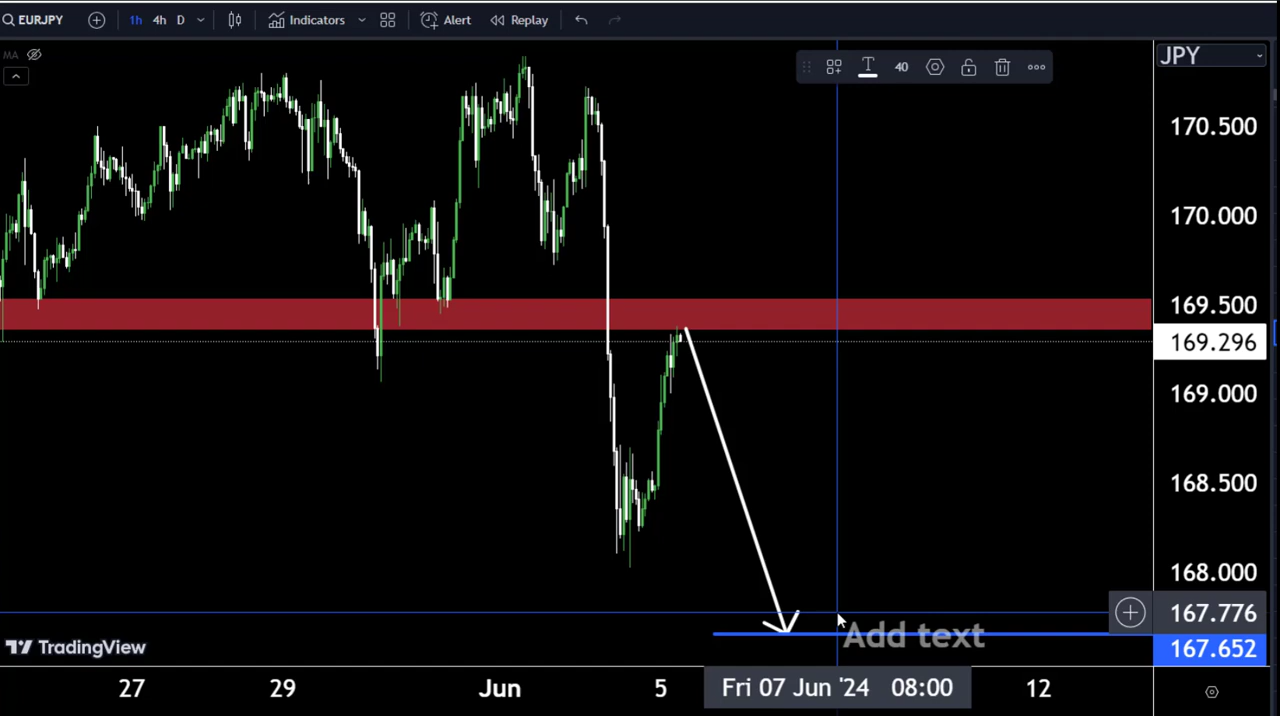 EURJPY 1h 4h D Indicators Alert Replay
MA
T 40
JPY
170.500
170.000
169.500
169.296
169.000
168.500
168.000
167.776
Add text
167.652
TradingView
27 29 Jun 5 Fri 07 Jun '24 08:00 12